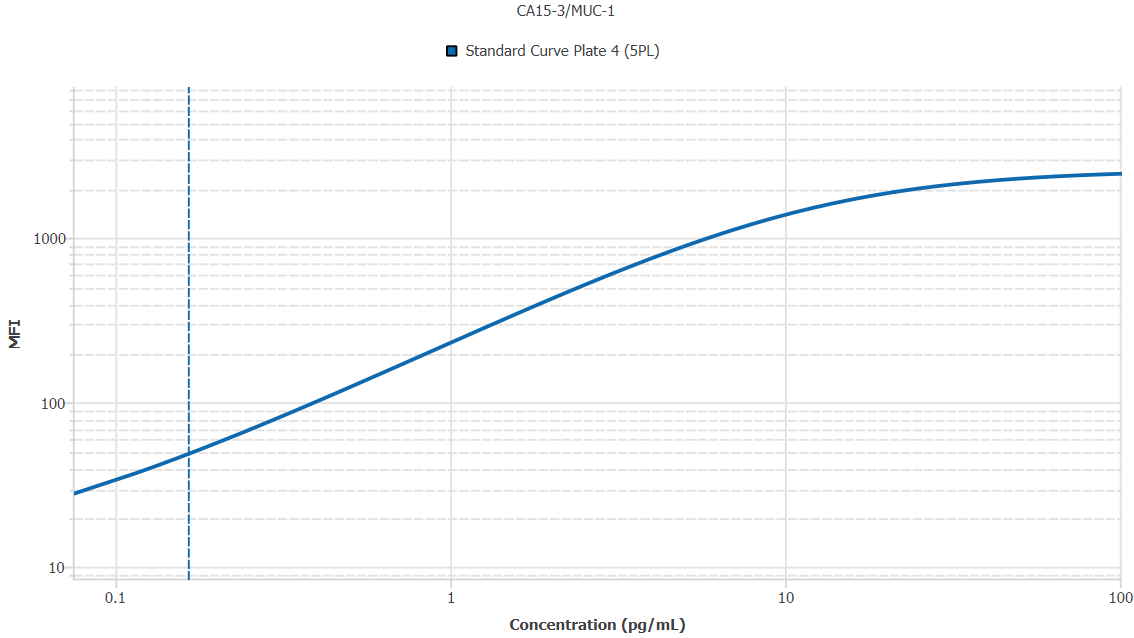 CA15-3/MUC-1
Standard Curve Plate 4 (5PL)
MFI
1000
100
10
0.1 1 10 100
Concentration (pg/mL)